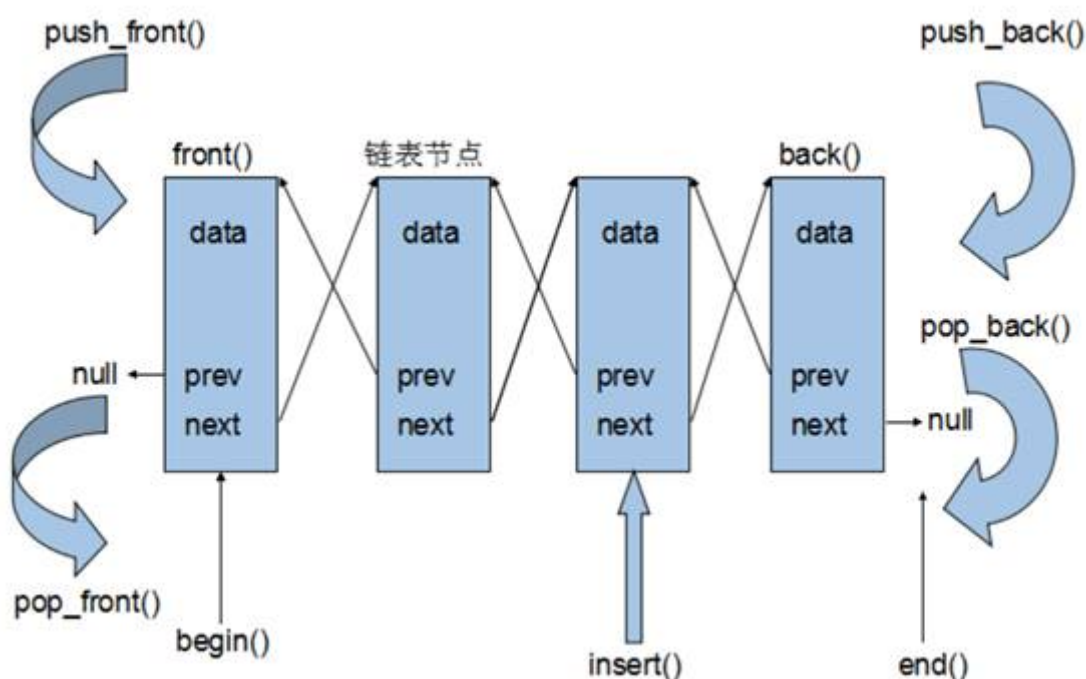 push_front()
push_back()
front()
链表节点
back()
data
data
data
data
pop_back()
null
prev
prev
prev
prev
next
next
next
next
null
pop_front()
begin()
insert()
end()